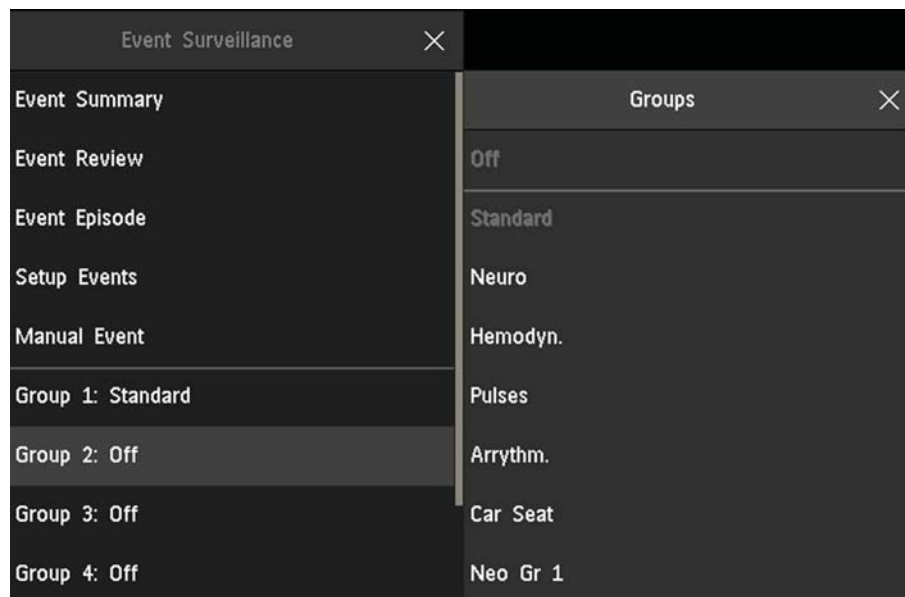 Event Surveillance
Event Summary
Event Review
Event Episode
Setup Events
Manual Event
Group 1: Standard
Group 2: Off
Group 3: Off
Group 4: Off
Groups
Off
Standard
Neuro
Hemodyn.
Pulses
Arrythm.
Car Seat
Neo Gr 1